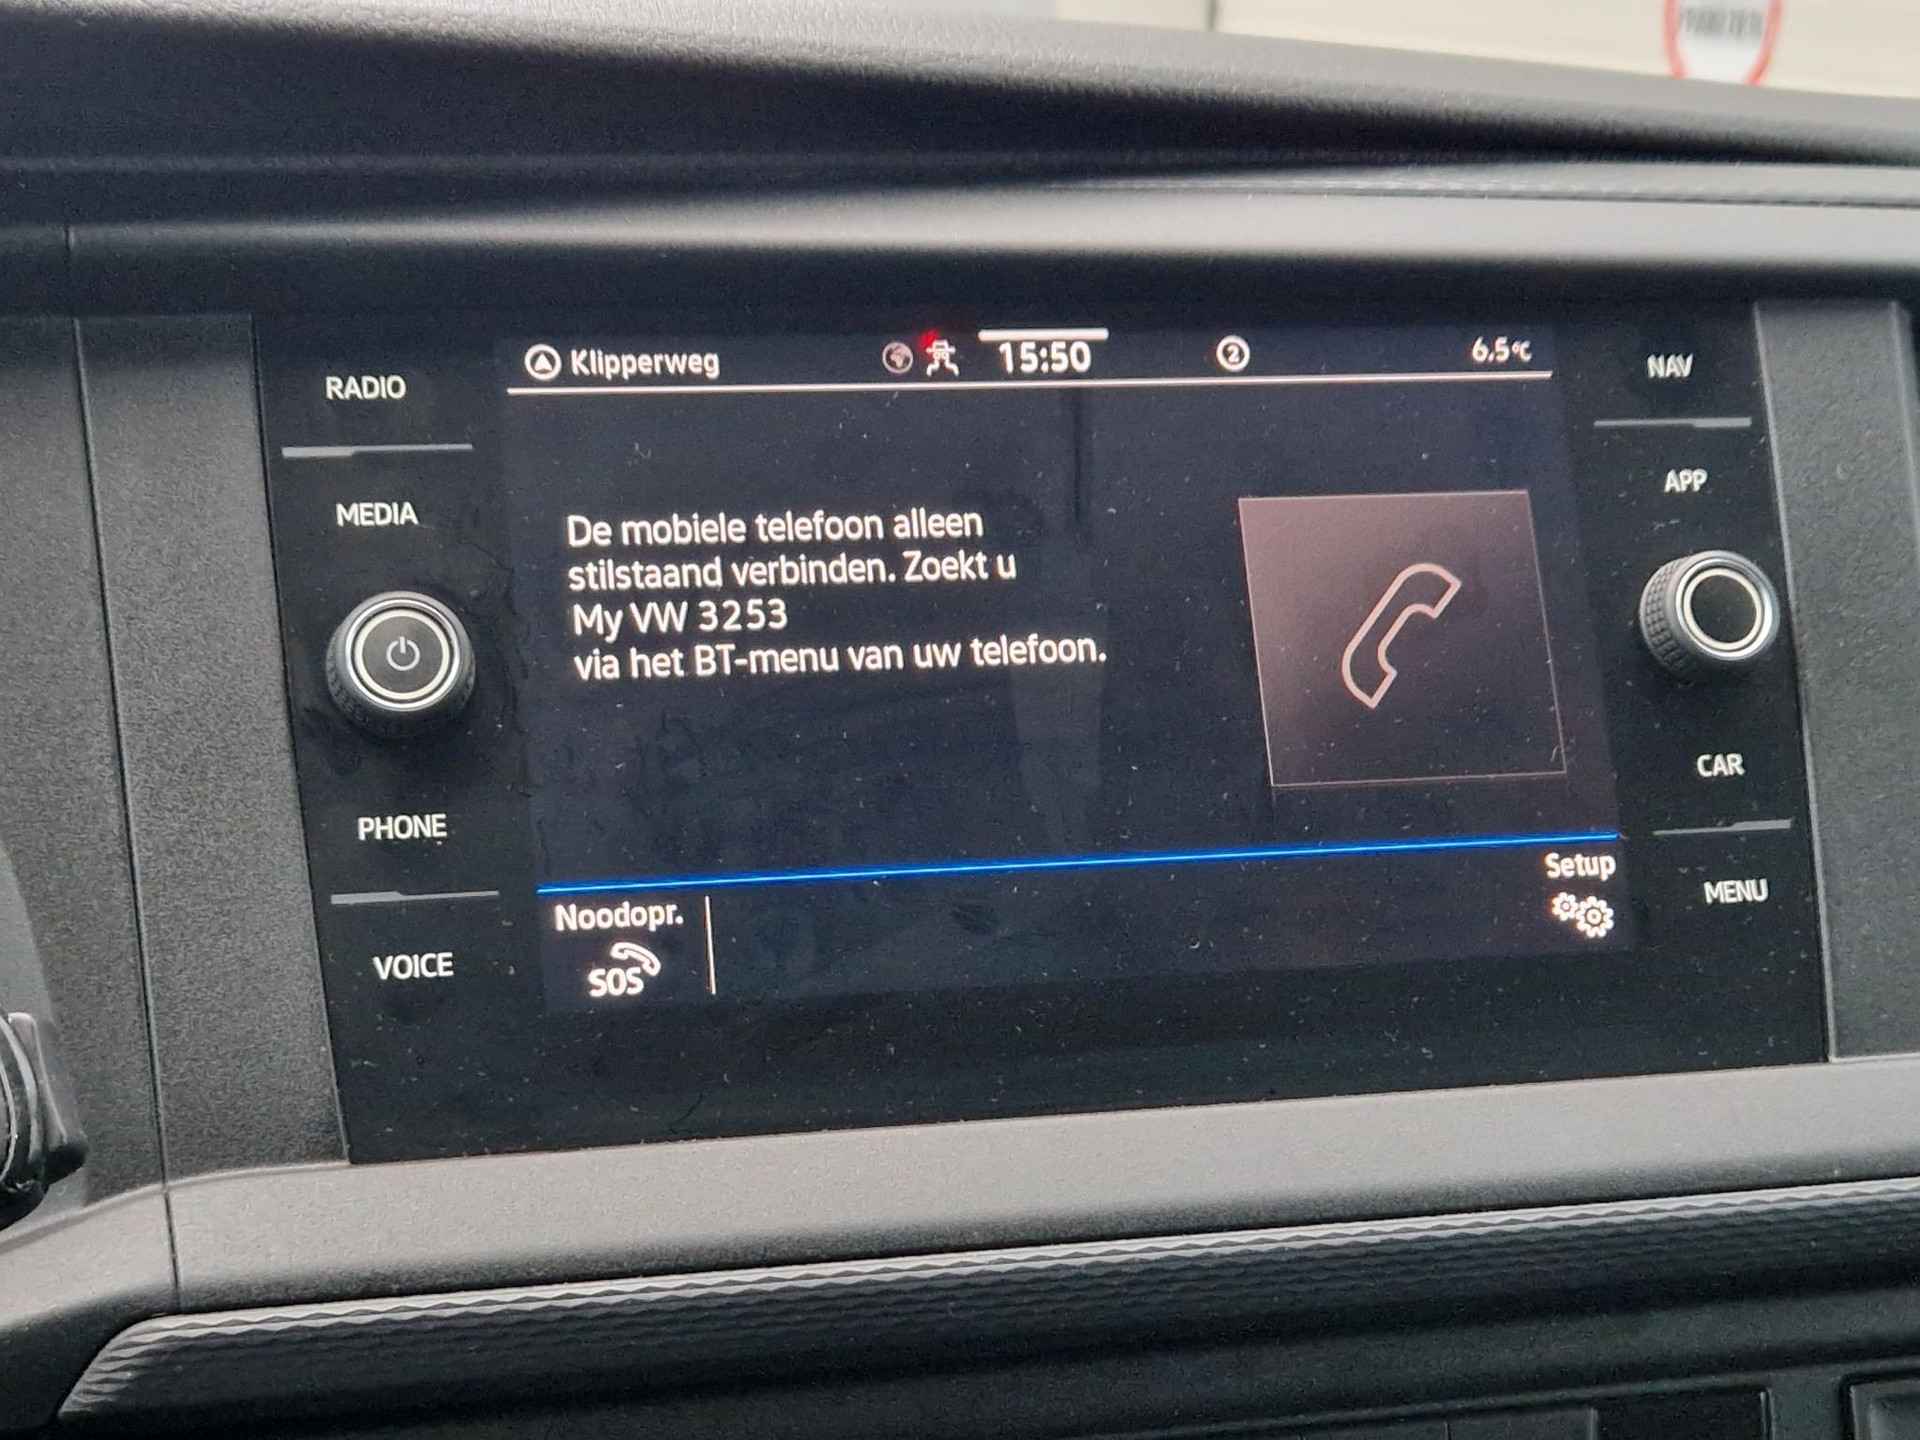 Klipperweg 15:50 2 6.5°C
RADIO
MEDIA
PHONE
VOICE
De mobiele telefoon alleen
stilstaand verbinden. Zoekt u
My VW 3253
via het BT-menu van uw telefoon.
Noodopr.
SOS
Setup
NAV
APP
CAR
MENU